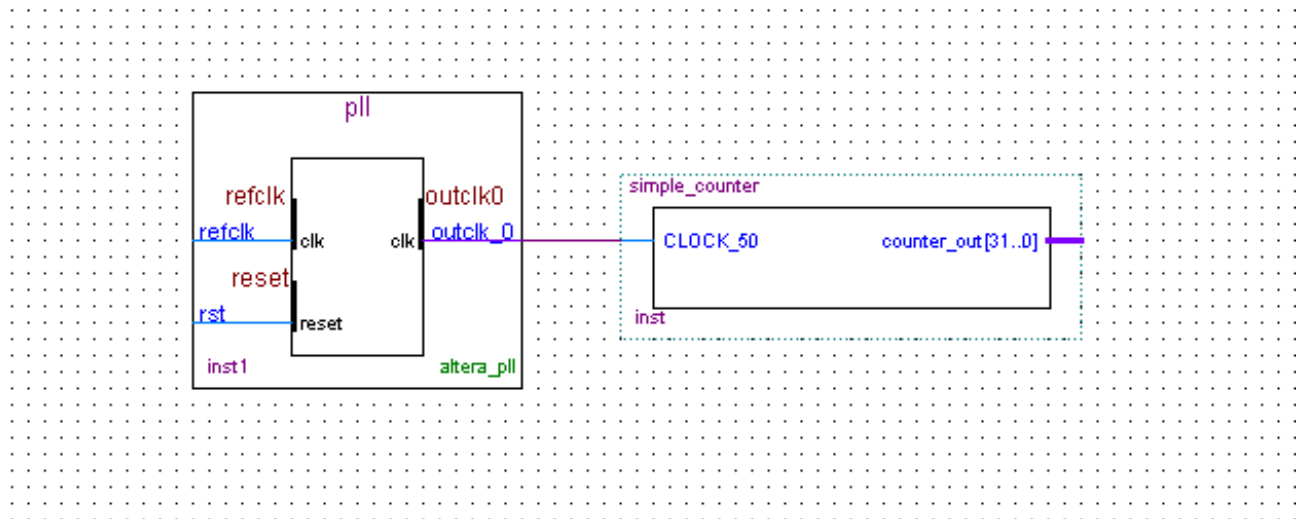 pll
refclk
outclk0
refclk
clk
clk
outclk_0
reset
rst
reset
inst1
altera_pll
simple_counter
CLOCK_50
counter_out[31..0]
inst